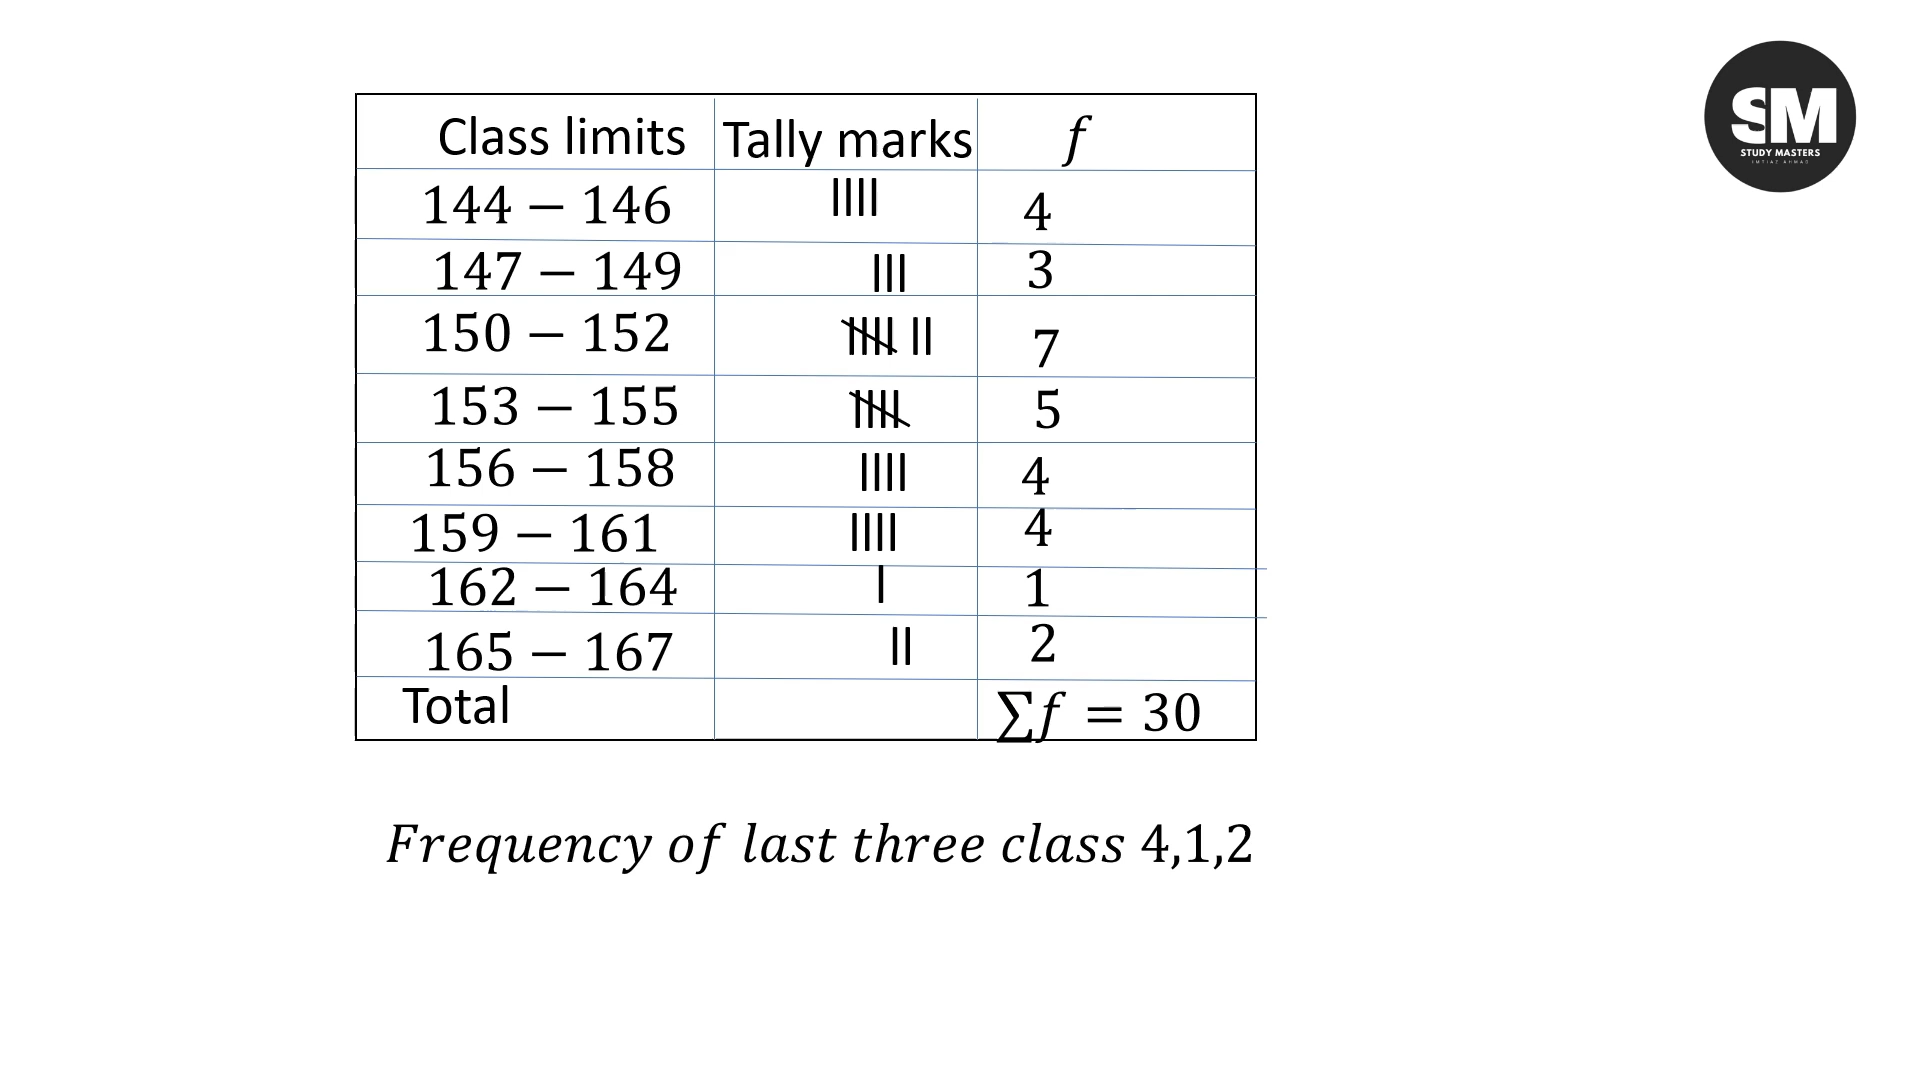 SM
STUDY MASTERS
IMTIAZ AHMAD
Class limits Tally marks f
144 – 146 |||| 4
147 – 149 ||| 3
150 – 152 |||| || 7
153 – 155 |||| 5
156 – 158 |||| 4
159 – 161 |||| 4
162 – 164 | 1
165 – 167 || 2
Total ∑f = 30
Frequency of last three class 4,1,2